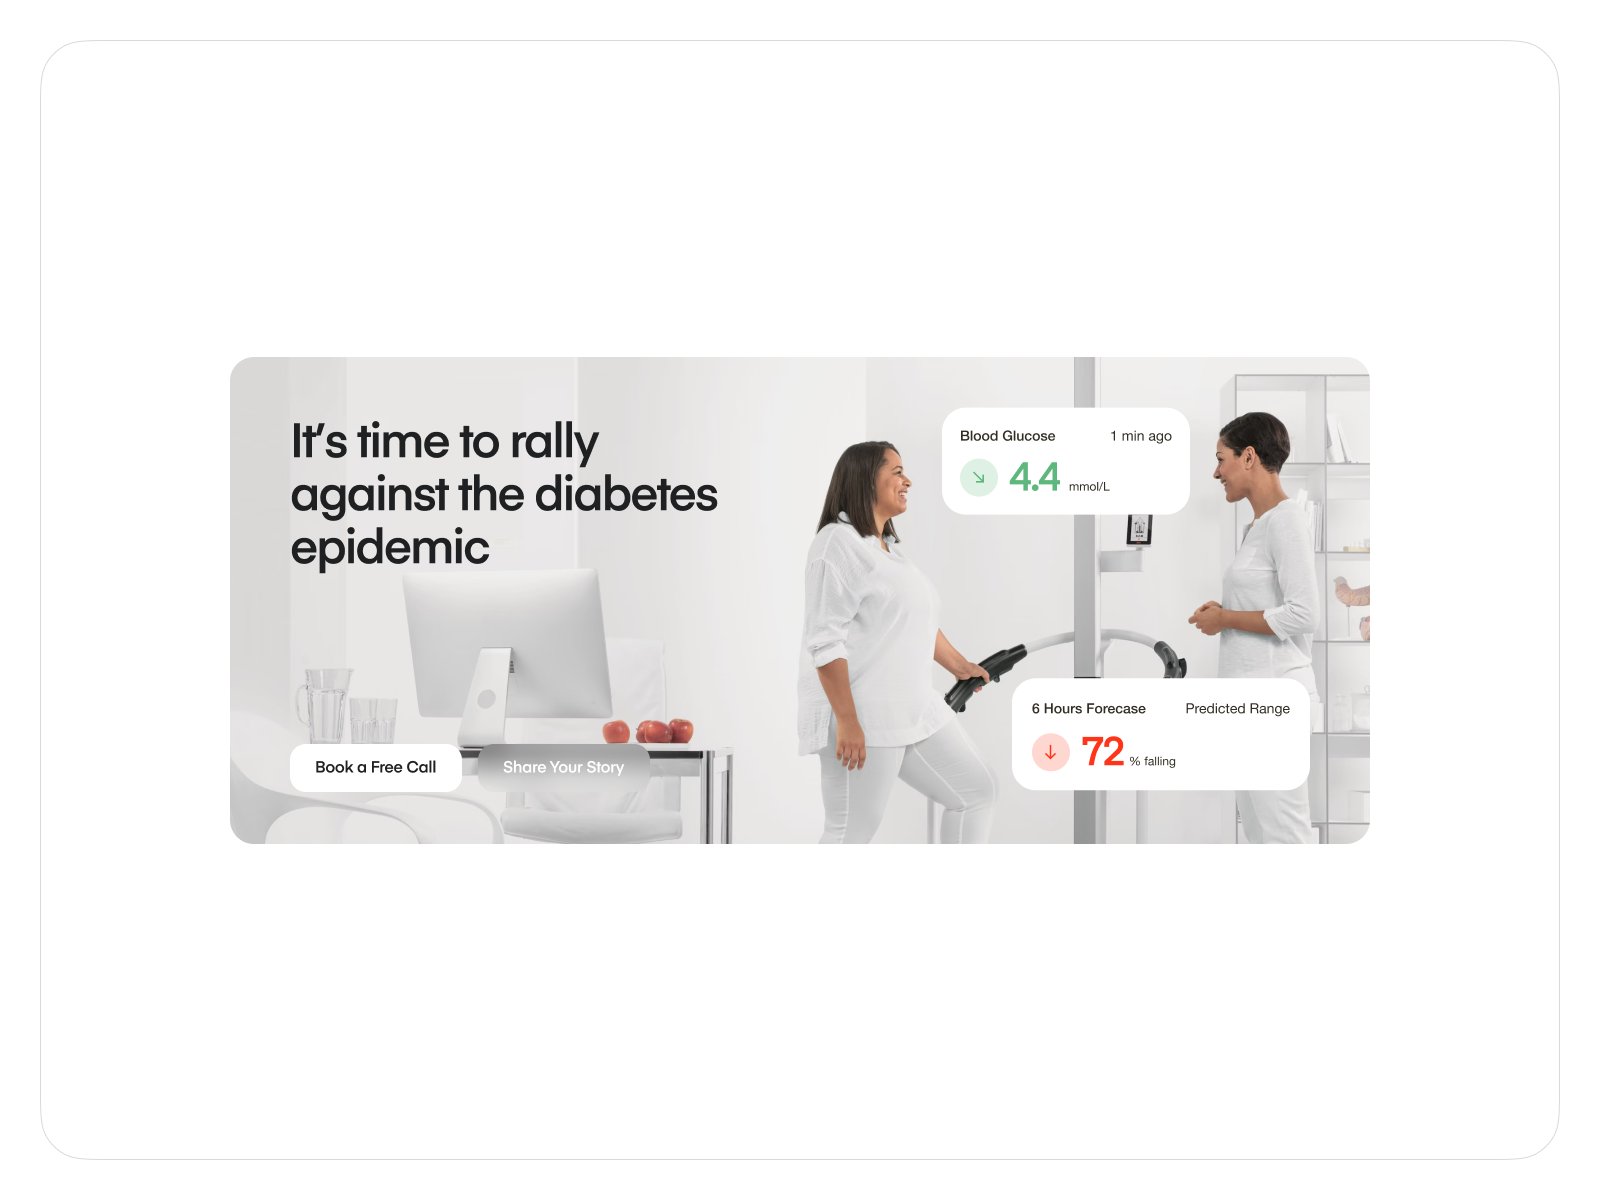 It's time to rally
against the diabetes
epidemic
Book a Free Call
Share Your Story
Blood Glucose
1 min ago
4.4 mmol/L
6 Hours Forecase
Predicted Range
72 % falling